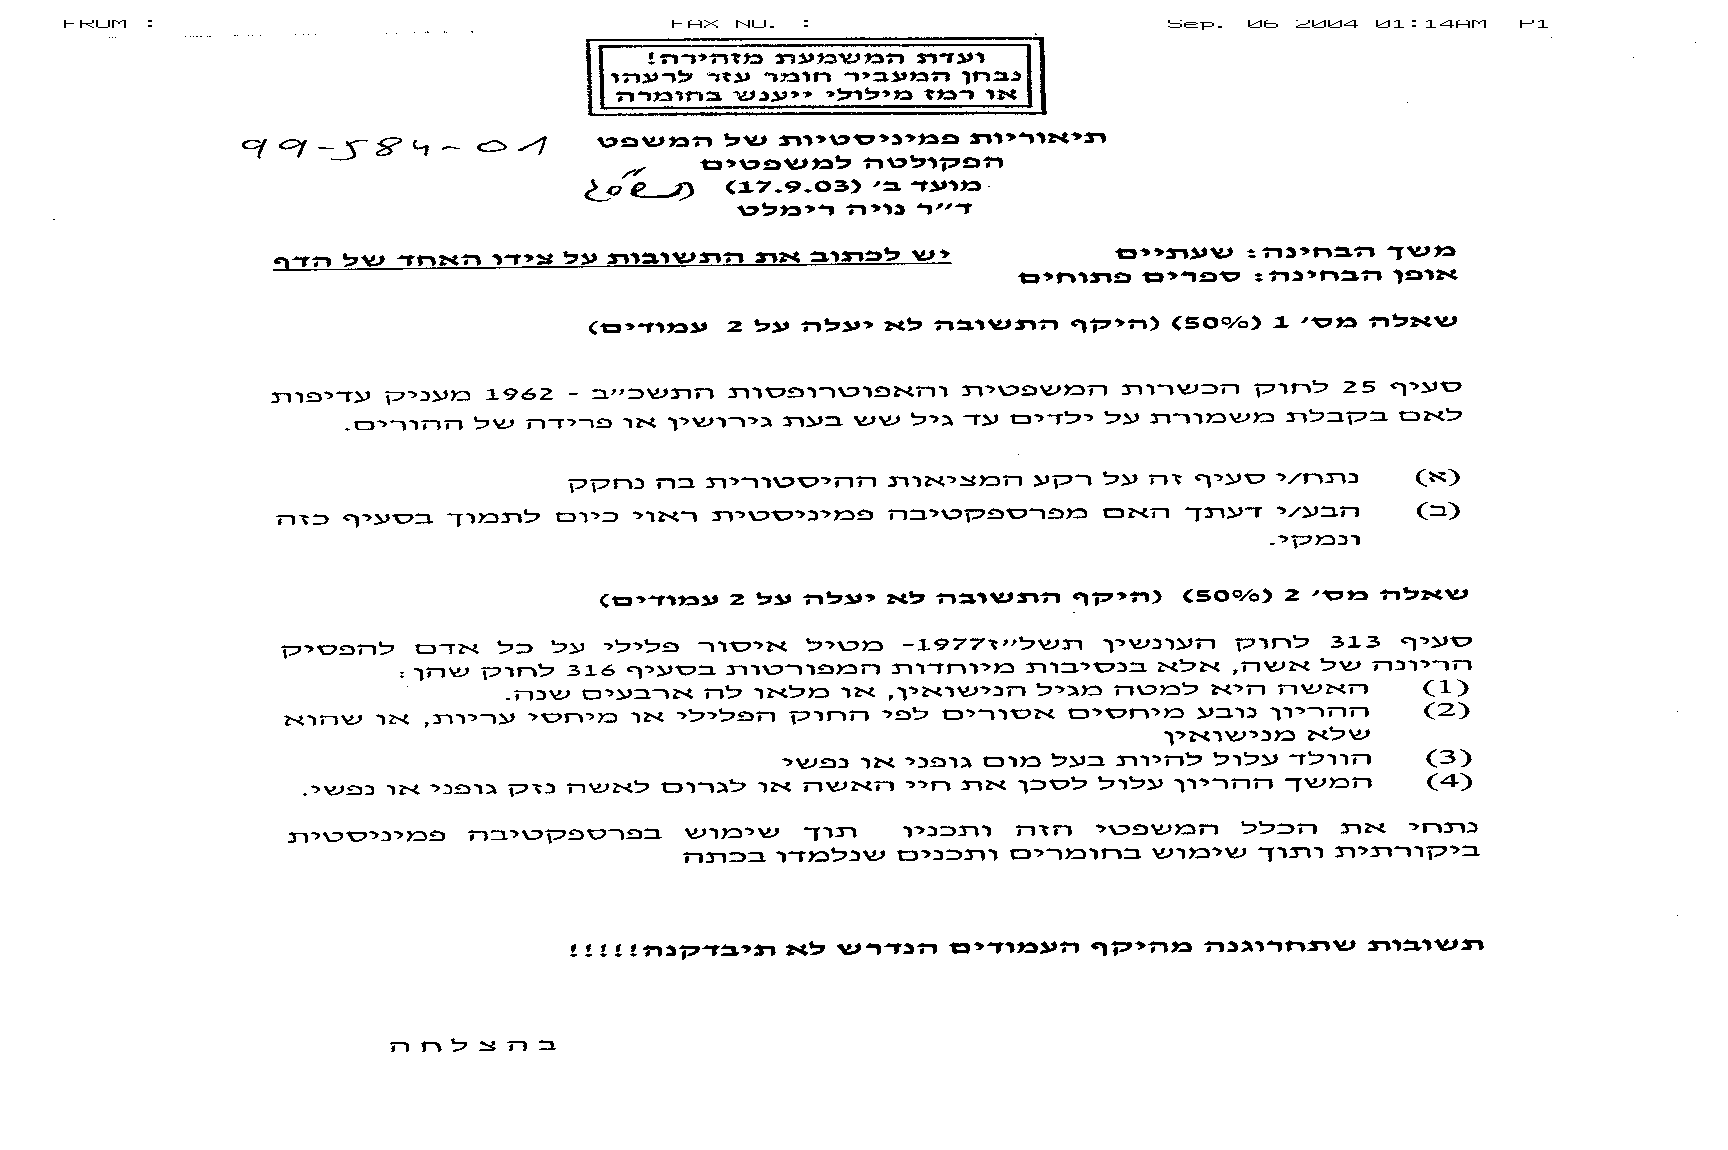 FROM :
FAX NO. :
Sep. 06 2004 01:14AM P1
ועדת המשמעת מזהירה!
נבחן המעביר חומר עזר לרעהו
או רמז מילולי ייענש בחומרה
תיאוריות פמיניסטיות של המשפט
99-584-01
הפקולטה למשפטים
מועד ב' (17.9.03)
ד"ר נויה רימלט
משך הבחינה: שעתיים
יש לכתוב את התשובות על צידו האחד של הדף
אופן הבחינה: ספרים פתוחים
שאלה מס' 1 (50%) (היקף התשובה לא יעלה על 2 עמודים)
סעיף 25 לחוק הכשרות המשפטית והאפוטרופסות התשכ"ב - 1962 מעניק עדיפות
לאם בקבלת משמורת על ילדים עד גיל שש בעת גירושין או פרידה של ההורים.
(א) נתח/י סעיף זה על רקע המציאות ההיסטורית בה נחקק
(ב) הבע/י דעתך האם מפרספקטיבה פמיניסטית ראוי כיום לתמוך בסעיף כזה
ונמקי.
שאלה מס' 2 (50%) (היקף התשובה לא יעלה על 2 עמודים)
סעיף 313 לחוק העונשין תשל"ז1977- מטיל איסור פלילי על כל אדם להפסיק
הריונה של אשה, אלא בנסיבות מיוחדות המפורטות בסעיף 316 לחוק שהן:
(1) האשה היא למטה מגיל הנישואין, או מלאו לה ארבעים שנה.
(2) ההריון נובע מיחסים אסורים לפי החוק הפלילי או מיחסי עריות, או שהוא
שלא מנישואין
(3) הוולד עלול להיות בעל מום גופני או נפשי
(4) המשך ההריון עלול לסכן את חיי האשה או לגרום לאשה נזק גופני או נפשי.
נתחי את הכלל המשפטי הזה ותכניו תוך שימוש בפרספקטיבה פמיניסטית
ביקורתית ותוך שימוש בחומרים ותכנים שנלמדו בכתה
תשובות שתחרוגנה מהיקף העמודים הנדרש לא תיבדקנה!!!!!
בהצלחה